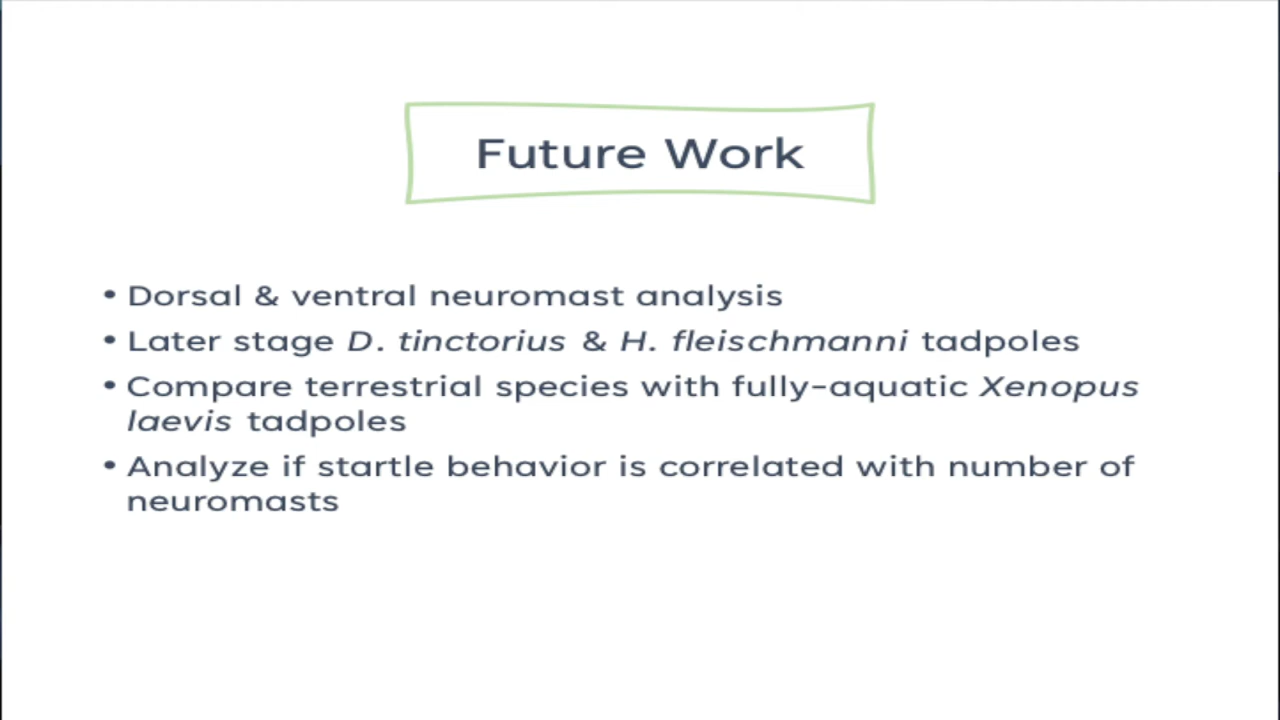 Future Work
• Dorsal & ventral neuromast analysis
• Later stage D. tinctorius & H. fleischmanni tadpoles
• Compare terrestrial species with fully-aquatic Xenopus
laevis tadpoles
• Analyze if startle behavior is correlated with number of
neuromasts